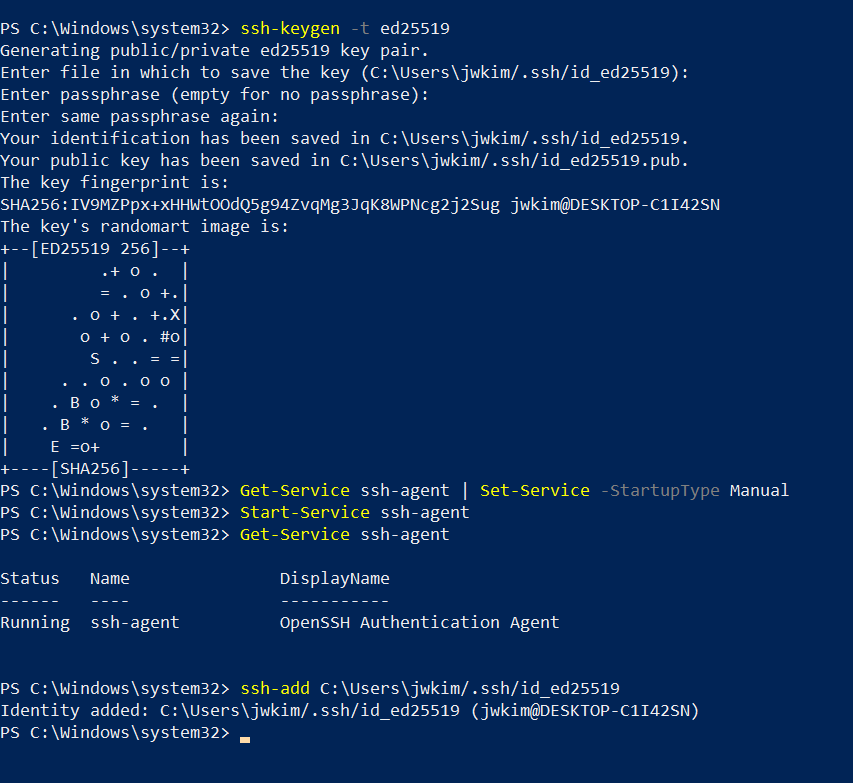 PS C:\Windows\system32> ssh-keygen -t ed25519
Generating public/private ed25519 key pair.
Enter file in which to save the key (C:\Users\jwkim/.ssh/id_ed25519):
Enter passphrase (empty for no passphrase):
Enter same passphrase again:
Your identification has been saved in C:\Users\jwkim/.ssh/id_ed25519.
Your public key has been saved in C:\Users\jwkim/.ssh/id_ed25519.pub.
The key fingerprint is:
SHA256:IV9MZPpx+xHHWtOOdQ5g94ZvqMg3JqK8WPNcg2j2Sug jwkim@DESKTOP-C1I42SN
The key's randomart image is:
+--[ED25519 256]--+
|         .+ o .  |
|         = . o +.|
|      . o + . +.X|
|       o + o . #o|
|        S . . = =|
|     . . o . o o |
|    . B o * = .  |
|   . B * o = .   |
|    E =o+        |
+----[SHA256]-----+
PS C:\Windows\system32> Get-Service ssh-agent | Set-Service -StartupType Manual
PS C:\Windows\system32> Start-Service ssh-agent
PS C:\Windows\system32> Get-Service ssh-agent
Status   Name               DisplayName
------   ----               -----------
Running  ssh-agent          OpenSSH Authentication Agent
PS C:\Windows\system32> ssh-add C:\Users\jwkim/.ssh/id_ed25519
Identity added: C:\Users\jwkim/.ssh/id_ed25519 (jwkim@DESKTOP-C1I42SN)
PS C:\Windows\system32>